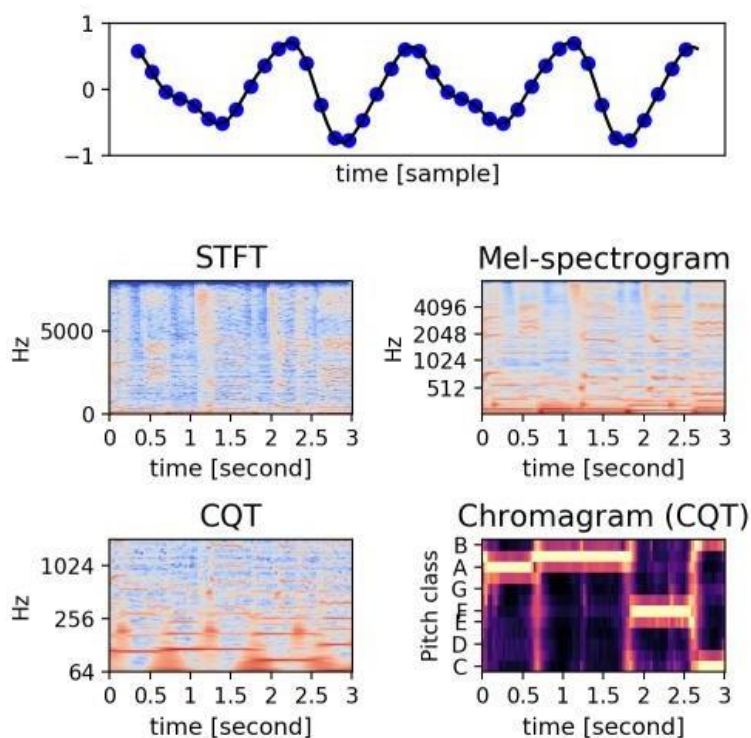 1
0
−1
time [sample]
STFT
Mel-spectrogram
Hz
5000
0
0 0.5 1 1.5 2 2.5 3
time [second]
Hz
4096
2048
1024
512
0 0.5 1 1.5 2 2.5 3
time [second]
CQT
Chromagram (CQT)
Hz
1024
256
64
0 0.5 1 1.5 2 2.5 3
time [second]
Pitch class
B
A
G
F
E
D
C
0 0.5 1 1.5 2 2.5 3
time [second]